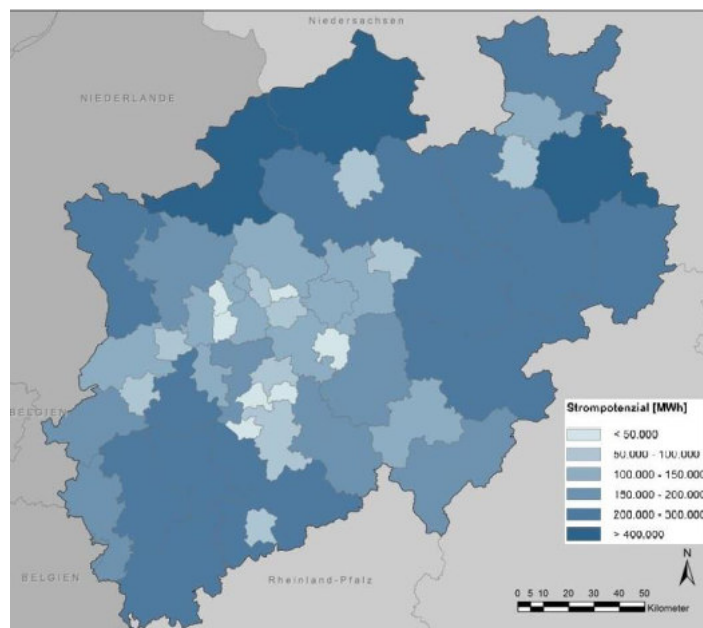 Niedersachsen
NIEDERLANDE
BELGIEN
BELGIEN
Rheinland-Pfalz
Strompotenzial [MWh]
< 50.000
50.000 - 100.000
100.000 - 150.000
150.000 - 200.000
200.000 - 300.000
> 400.000
N
0 5 10 20 30 40 50
Kilometer